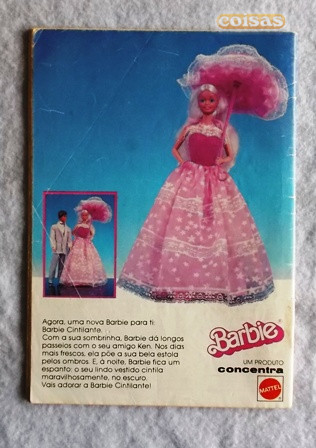 coisas
Agora, uma nova Barbie para ti:
Barbie Cintilante.
Com a sua sombrinha, Barbie dá longos
passeios com o seu amigo Ken. Nos dias
mais frescos, ela põe a sua bela estola
pelos ombros. E, à noite, Barbie fica um
espanto: o seu lindo vestido cintila
maravilhosamente, no escuro.
Vais adorar a Barbie Cintilante!
Barbie
UM PRODUTO
concentra
MATTEL